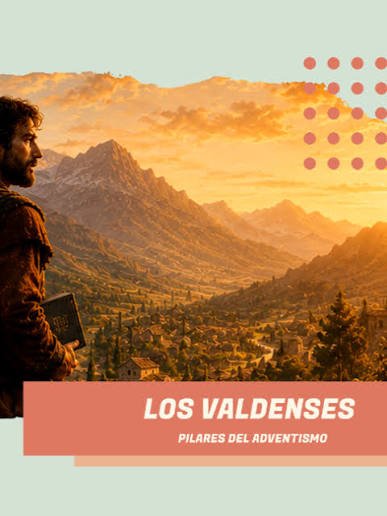 LOS VALDENSES
PILARES DEL ADVENTISMO